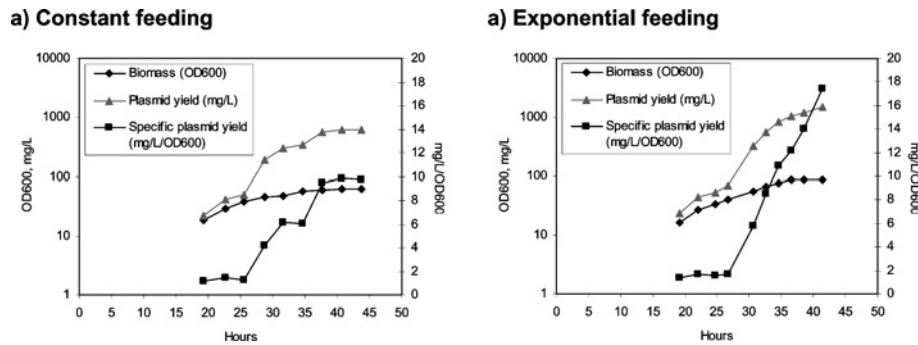 a) Constant feeding
10000
1000
100
10
1
OD600, mg/L
Biomass (OD600)
Plasmid yield (mg/L)
Specific plasmid yield
(mg/L/OD600)
20
18
16
14
12
10
8
6
4
2
0
mg/L/OD600
0 5 10 15 20 25 30 35 40 45 50
Hours
a) Exponential feeding
10000
1000
100
10
1
OD600, mg/L
Biomass (OD600)
Plasmid yield (mg/L)
Specific plasmid yield
(mg/L/OD600)
20
18
16
14
12
10
8
6
4
2
0
mg/L/OD600
0 5 10 15 20 25 30 35 40 45 50
Hours